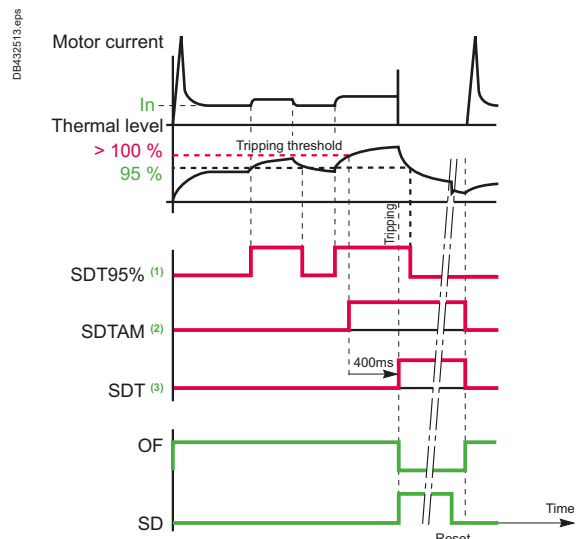 DB432513.eps
Motor current
In
Thermal level
> 100 %
Tripping threshold
95 %
Tripping
SDT95% (1)
SDTAM (2)
400ms
SDT (3)
OF
SD
Time
Reset